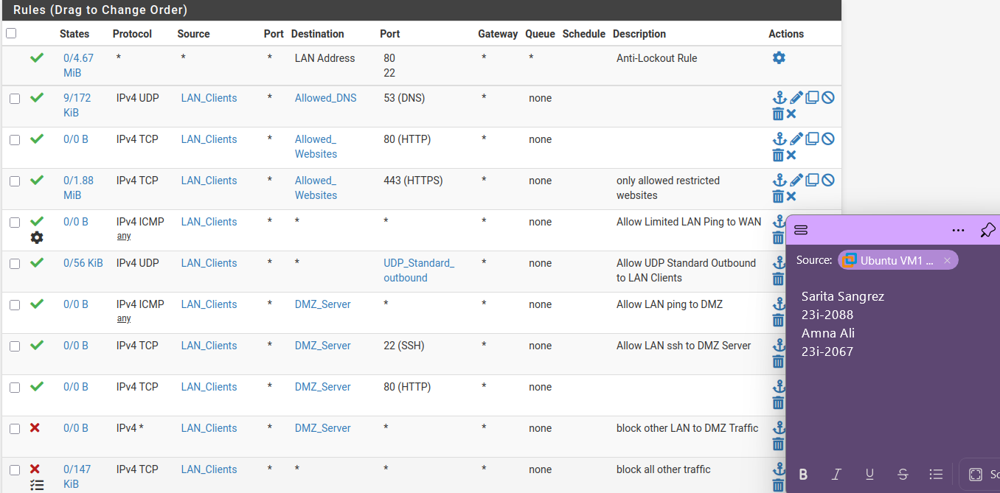 Rules (Drag to Change Order)
States Protocol Source Port Destination Port Gateway Queue Schedule Description Actions
0/4.67 MiB * * * LAN Address 80 22 * * Anti-Lockout Rule
9/172 KiB IPv4 UDP LAN_Clients * Allowed_DNS 53 (DNS) * none
0/0 B IPv4 TCP LAN_Clients * Allowed_ Websites 80 (HTTP) * none
0/1.88 MiB IPv4 TCP LAN_Clients * Allowed_ Websites 443 (HTTPS) * none only allowed restricted websites
0/0 B IPv4 ICMP any LAN_Clients * * * * none Allow Limited LAN Ping to WAN
0/56 KiB IPv4 UDP LAN_Clients * * UDP_Standard_ outbound * none Allow UDP Standard Outbound to LAN Clients
0/0 B IPv4 ICMP any LAN_Clients * DMZ_Server * * none Allow LAN ping to DMZ
0/0 B IPv4 TCP LAN_Clients * DMZ_Server 22 (SSH) * none Allow LAN ssh to DMZ Server
0/0 B IPv4 TCP LAN_Clients * DMZ_Server 80 (HTTP) * none
0/0 B IPv4 * LAN_Clients * DMZ_Server * * none block other LAN to DMZ Traffic
0/147 KiB IPv4 TCP LAN_Clients * * * * none block all other traffic
Source: Ubuntu VM1 ...
Sarita Sangrez
23i-2088
Amna Ali
23i-2067
B I U S